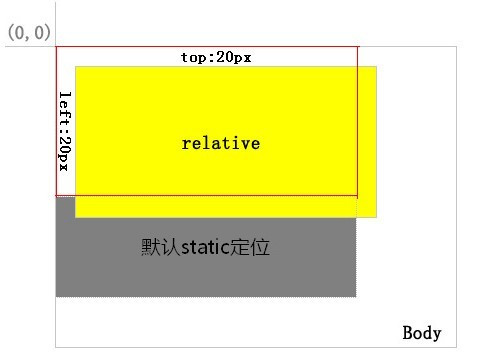 (0,0)
top:20px
left:20px
relative
默认static定位
Body